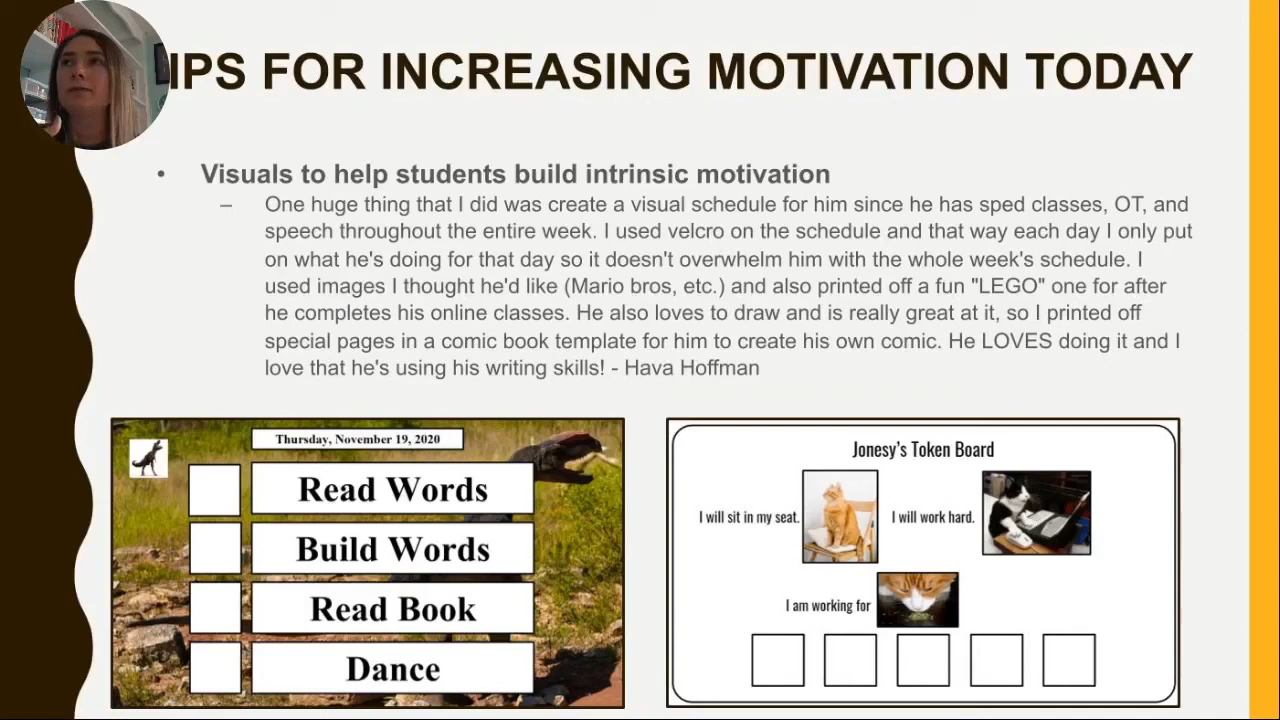 IPS FOR INCREASING MOTIVATION TODAY
• Visuals to help students build intrinsic motivation
– One huge thing that I did was create a visual schedule for him since he has sped classes, OT, and
speech throughout the entire week. I used velcro on the schedule and that way each day I only put
on what he's doing for that day so it doesn't overwhelm him with the whole week's schedule. I
used images I thought he'd like (Mario bros, etc.) and also printed off a fun "LEGO" one for after
he completes his online classes. He also loves to draw and is really great at it, so I printed off
special pages in a comic book template for him to create his own comic. He LOVES doing it and I
love that he's using his writing skills! - Hava Hoffman
Thursday, November 19, 2020
Read Words
Build Words
Read Book
Dance
Jonesy's Token Board
I will sit in my seat.
I will work hard.
I am working for